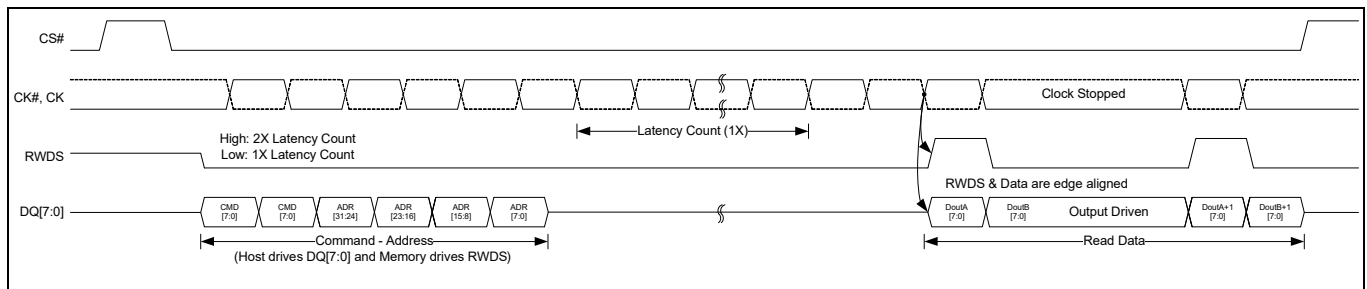 CS#
CK#, CK
Clock Stopped
Latency Count (1X)
High: 2X Latency Count
Low: 1X Latency Count
RWDS
RWDS & Data are edge aligned
DQ[7:0]
CMD [7:0]
CMD [7:0]
ADR [31:24]
ADR [23:16]
ADR [15:8]
ADR [7:0]
DoutA [7:0]
DoutB [7:0]
Output Driven
DoutA+1 [7:0]
DoutB+1 [7:0]
Command - Address
(Host drives DQ[7:0] and Memory drives RWDS)
Read Data